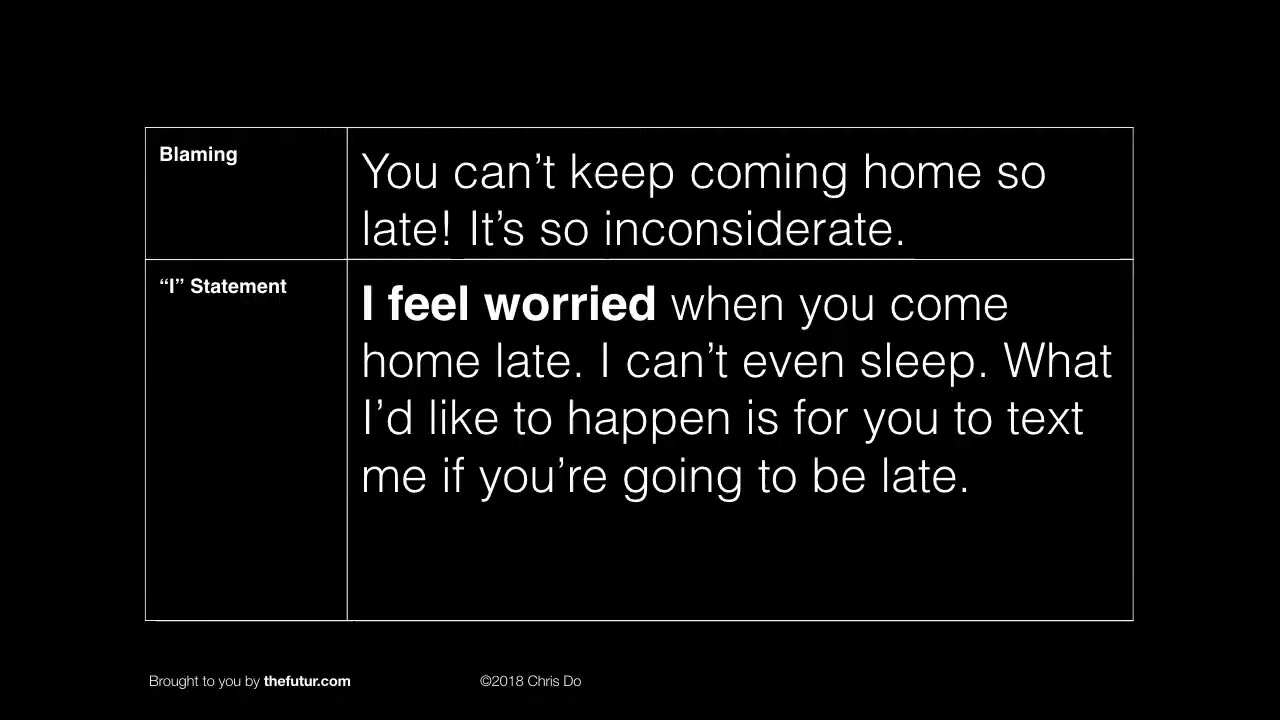 Blaming
You can’t keep coming home so
late! It’s so inconsiderate.
“I” Statement
I feel worried when you come
home late. I can’t even sleep. What
I’d like to happen is for you to text
me if you’re going to be late.
Brought to you by thefutur.com
©2018 Chris Do